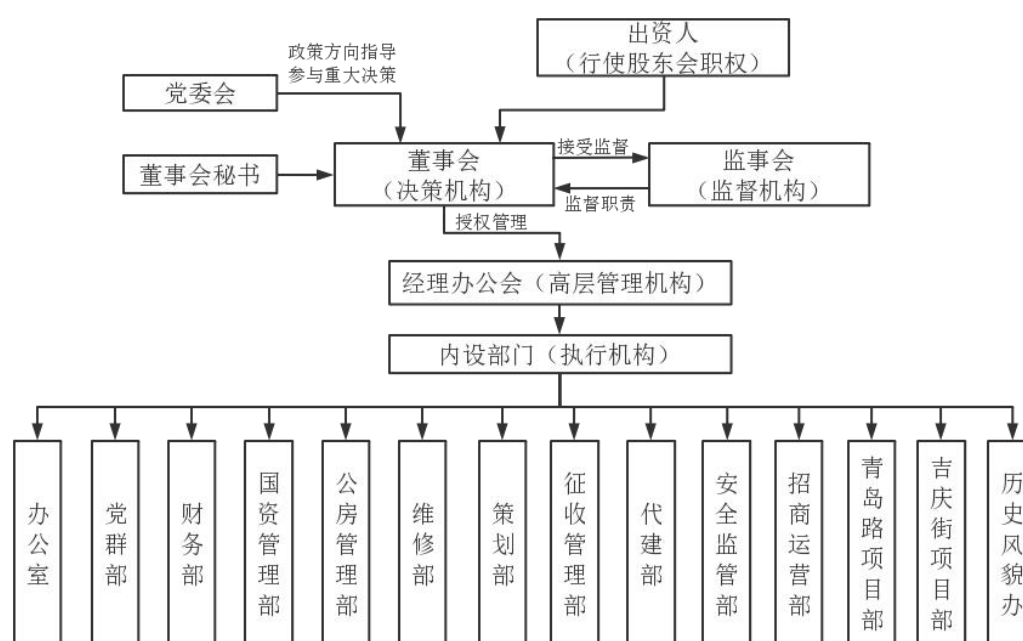 出资人
（行使股东会职权）
政策方向指导
参与重大决策
党委会
董事会秘书
董事会
（决策机构）
接受监督
监督职责
监事会
（监督机构）
授权管理
经理办公会（高层管理机构）
内设部门（执行机构）
办公室
党群部
财务部
国资管理部
公房管理部
维修部
策划部
征收管理部
代建部
安全监管部
招商运营部
青岛路项目部
吉庆街项目部
历史风貌办